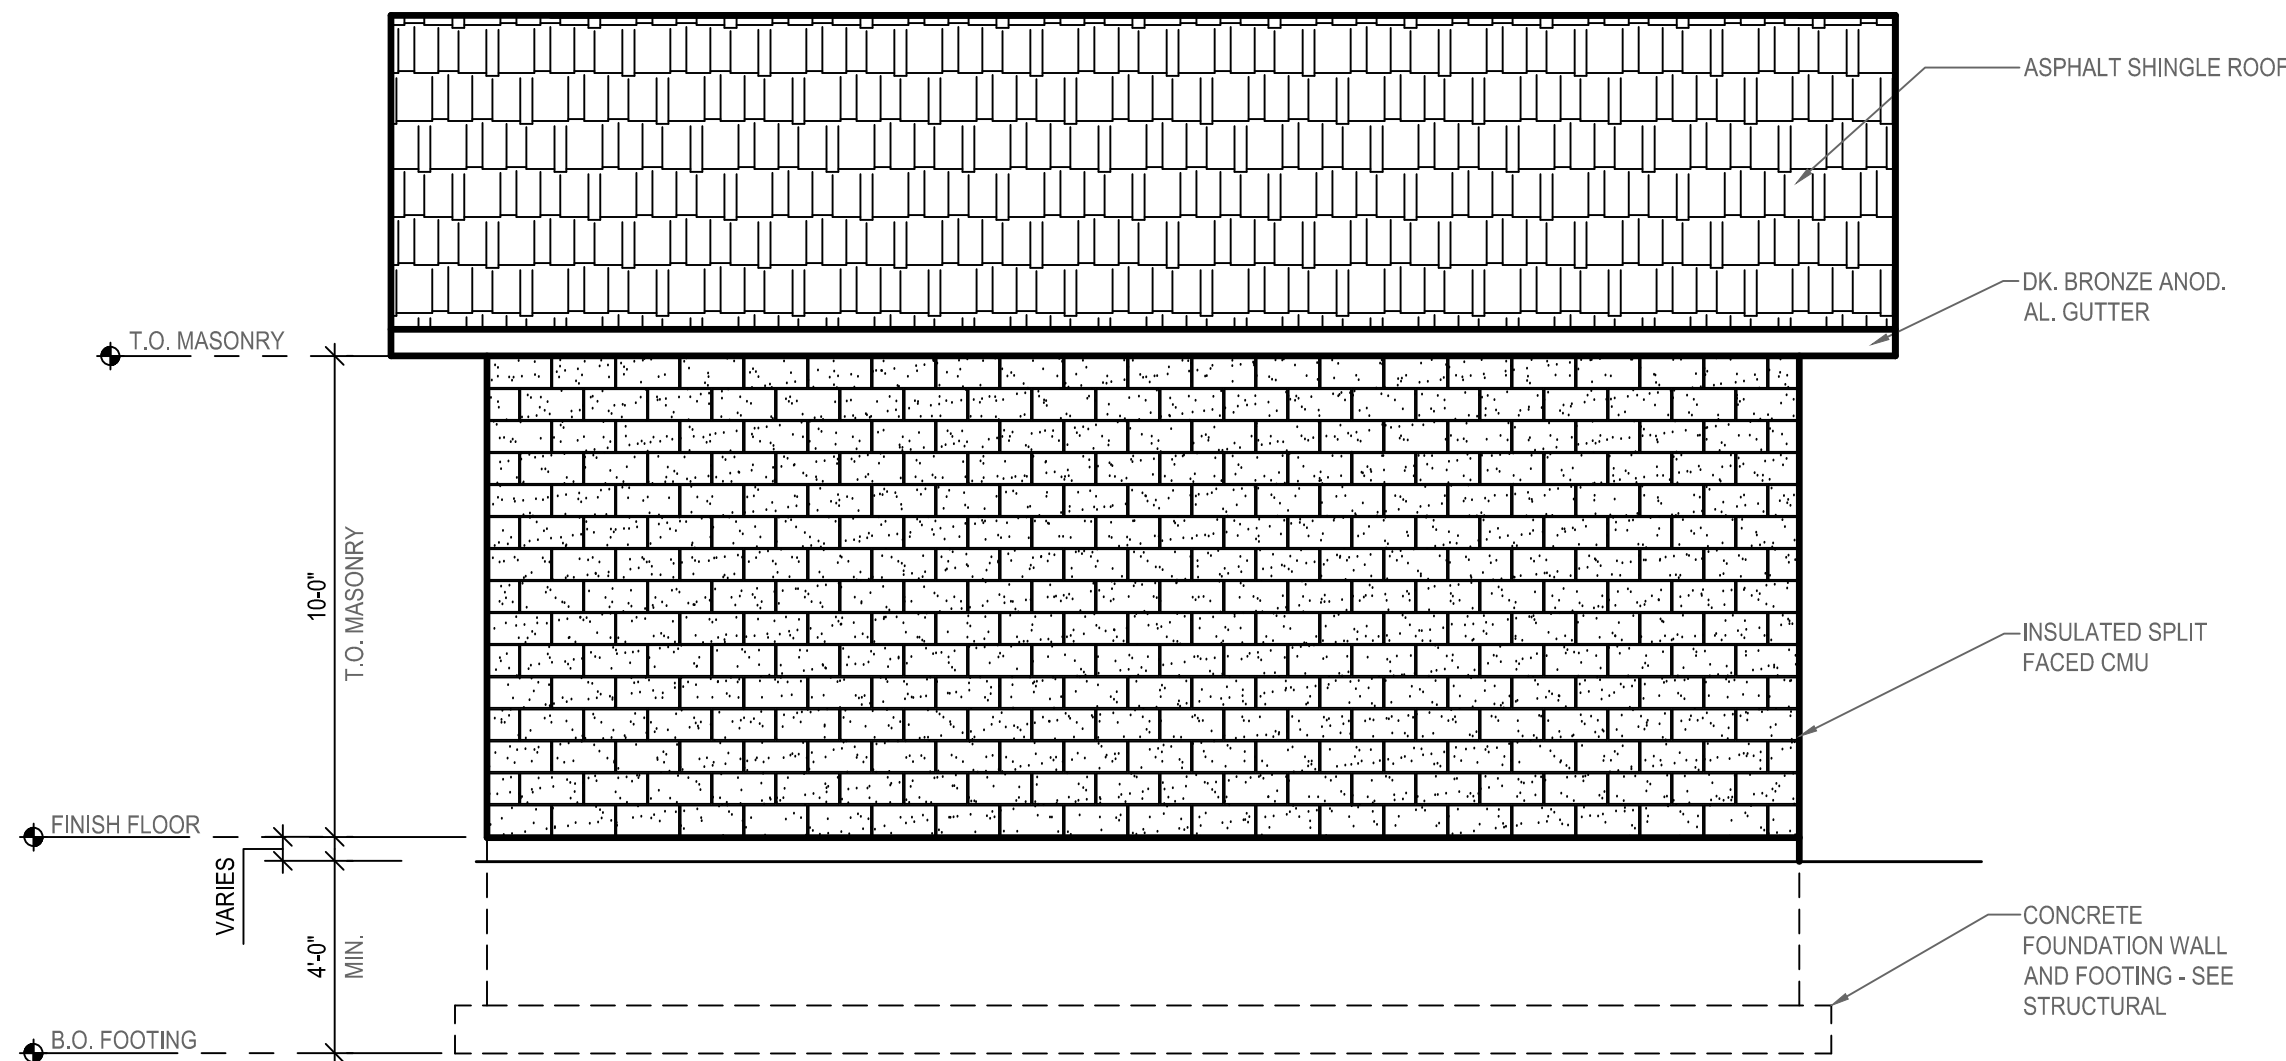 ASPHALT SHINGLE ROOF
DK. BRONZE ANOD.
AL. GUTTER
T.O. MASONRY
10-0"
T.O. MASONRY
INSULATED SPLIT
FACED CMU
FINISH FLOOR
VARIES
4'-0"
MIN.
CONCRETE
FOUNDATION WALL
AND FOOTING - SEE
STRUCTURAL
B.O. FOOTING